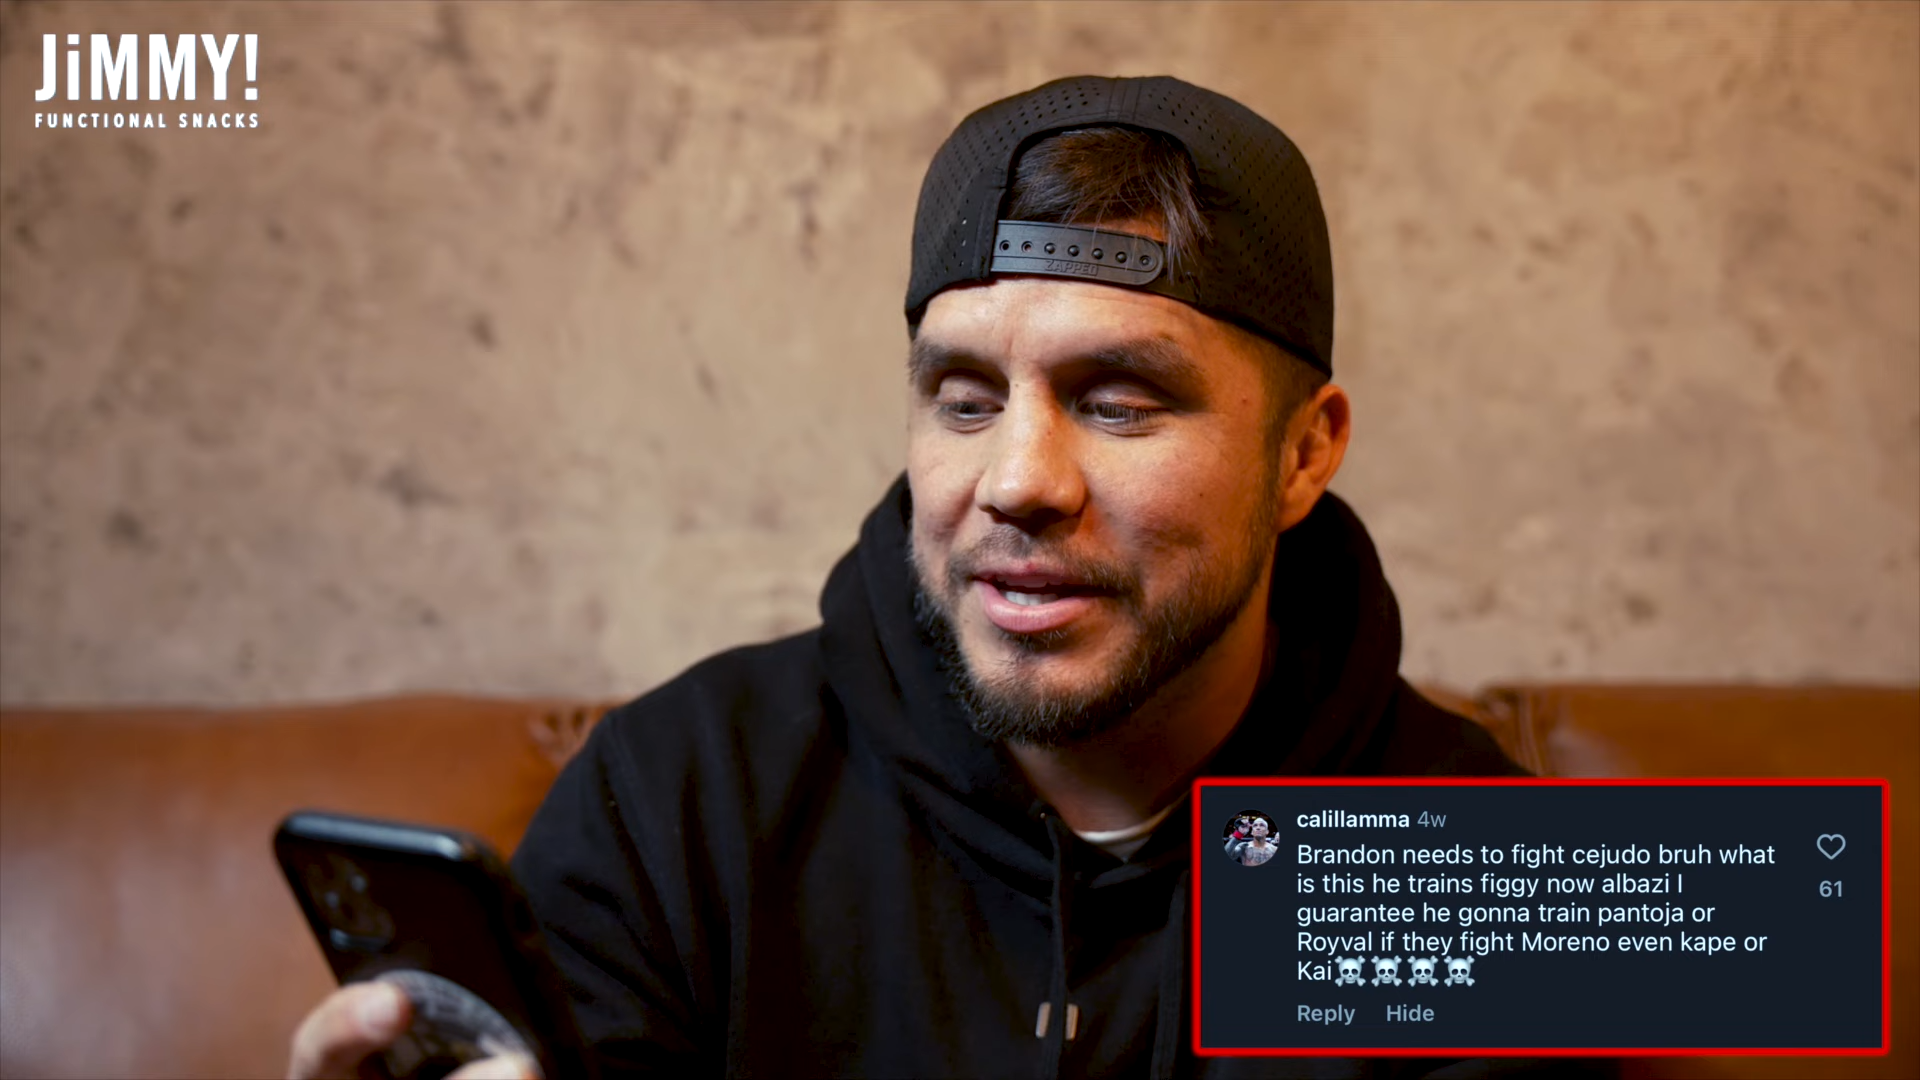 JiMMY!
FUNCTIONAL SNACKS
ZAPPED
calillamma 4w
Brandon needs to fight cejudo bruh what
is this he trains figgy now albazi I
guarantee he gonna train pantoja or
Royval if they fight Moreno even kape or
Kai☠️☠️☠️☠️
61
Reply Hide